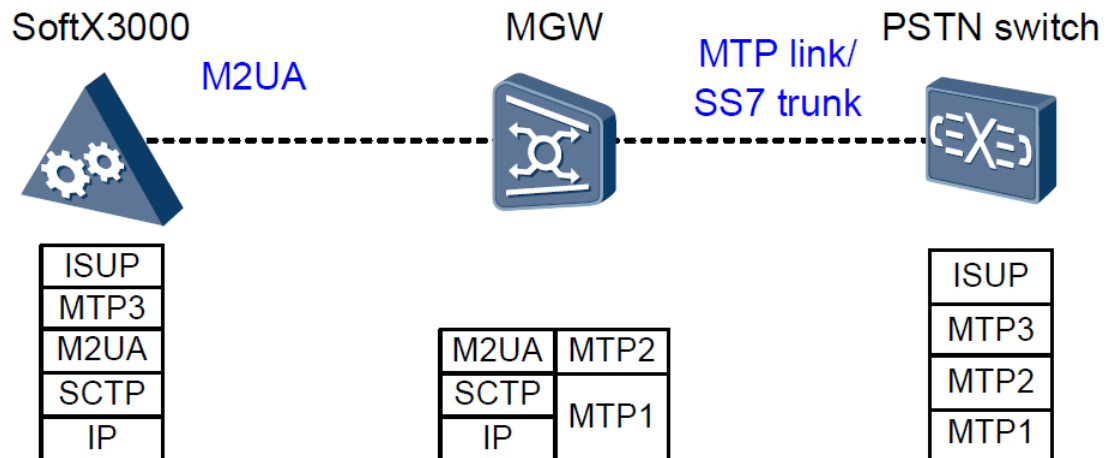 SoftX3000
MGW
PSTN switch
M2UA
MTP link/
SS7 trunk
ISUP
MTP3
M2UA
SCTP
IP
M2UA MTP2
SCTP MTP1
IP
ISUP
MTP3
MTP2
MTP1